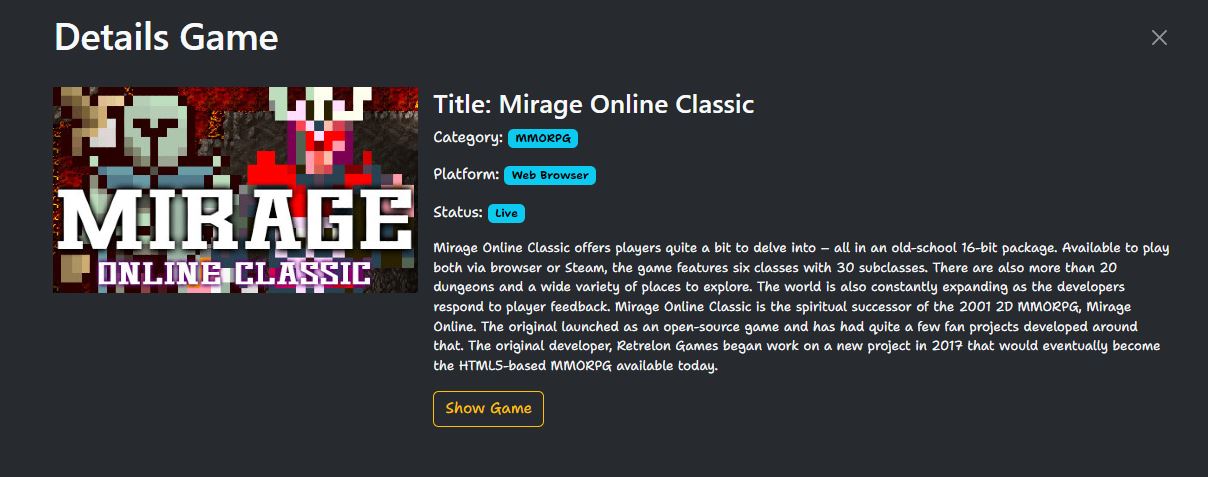 Details Game
MIRAGE
ONLINE CLASSIC
Title: Mirage Online Classic
Category: MMORPG
Platform: Web Browser
Status: Live
Mirage Online Classic offers players quite a bit to delve into – all in an old-school 16-bit package. Available to play
both via browser or Steam, the game features six classes with 30 subclasses. There are also more than 20
dungeons and a wide variety of places to explore. The world is also constantly expanding as the developers
respond to player feedback. Mirage Online Classic is the spiritual successor of the 2001 2D MMORPG, Mirage
Online. The original launched as an open-source game and has had quite a few fan projects developed around
that. The original developer, Retrelon Games began work on a new project in 2017 that would eventually become
the HTML5-based MMORPG available today.
Show Game